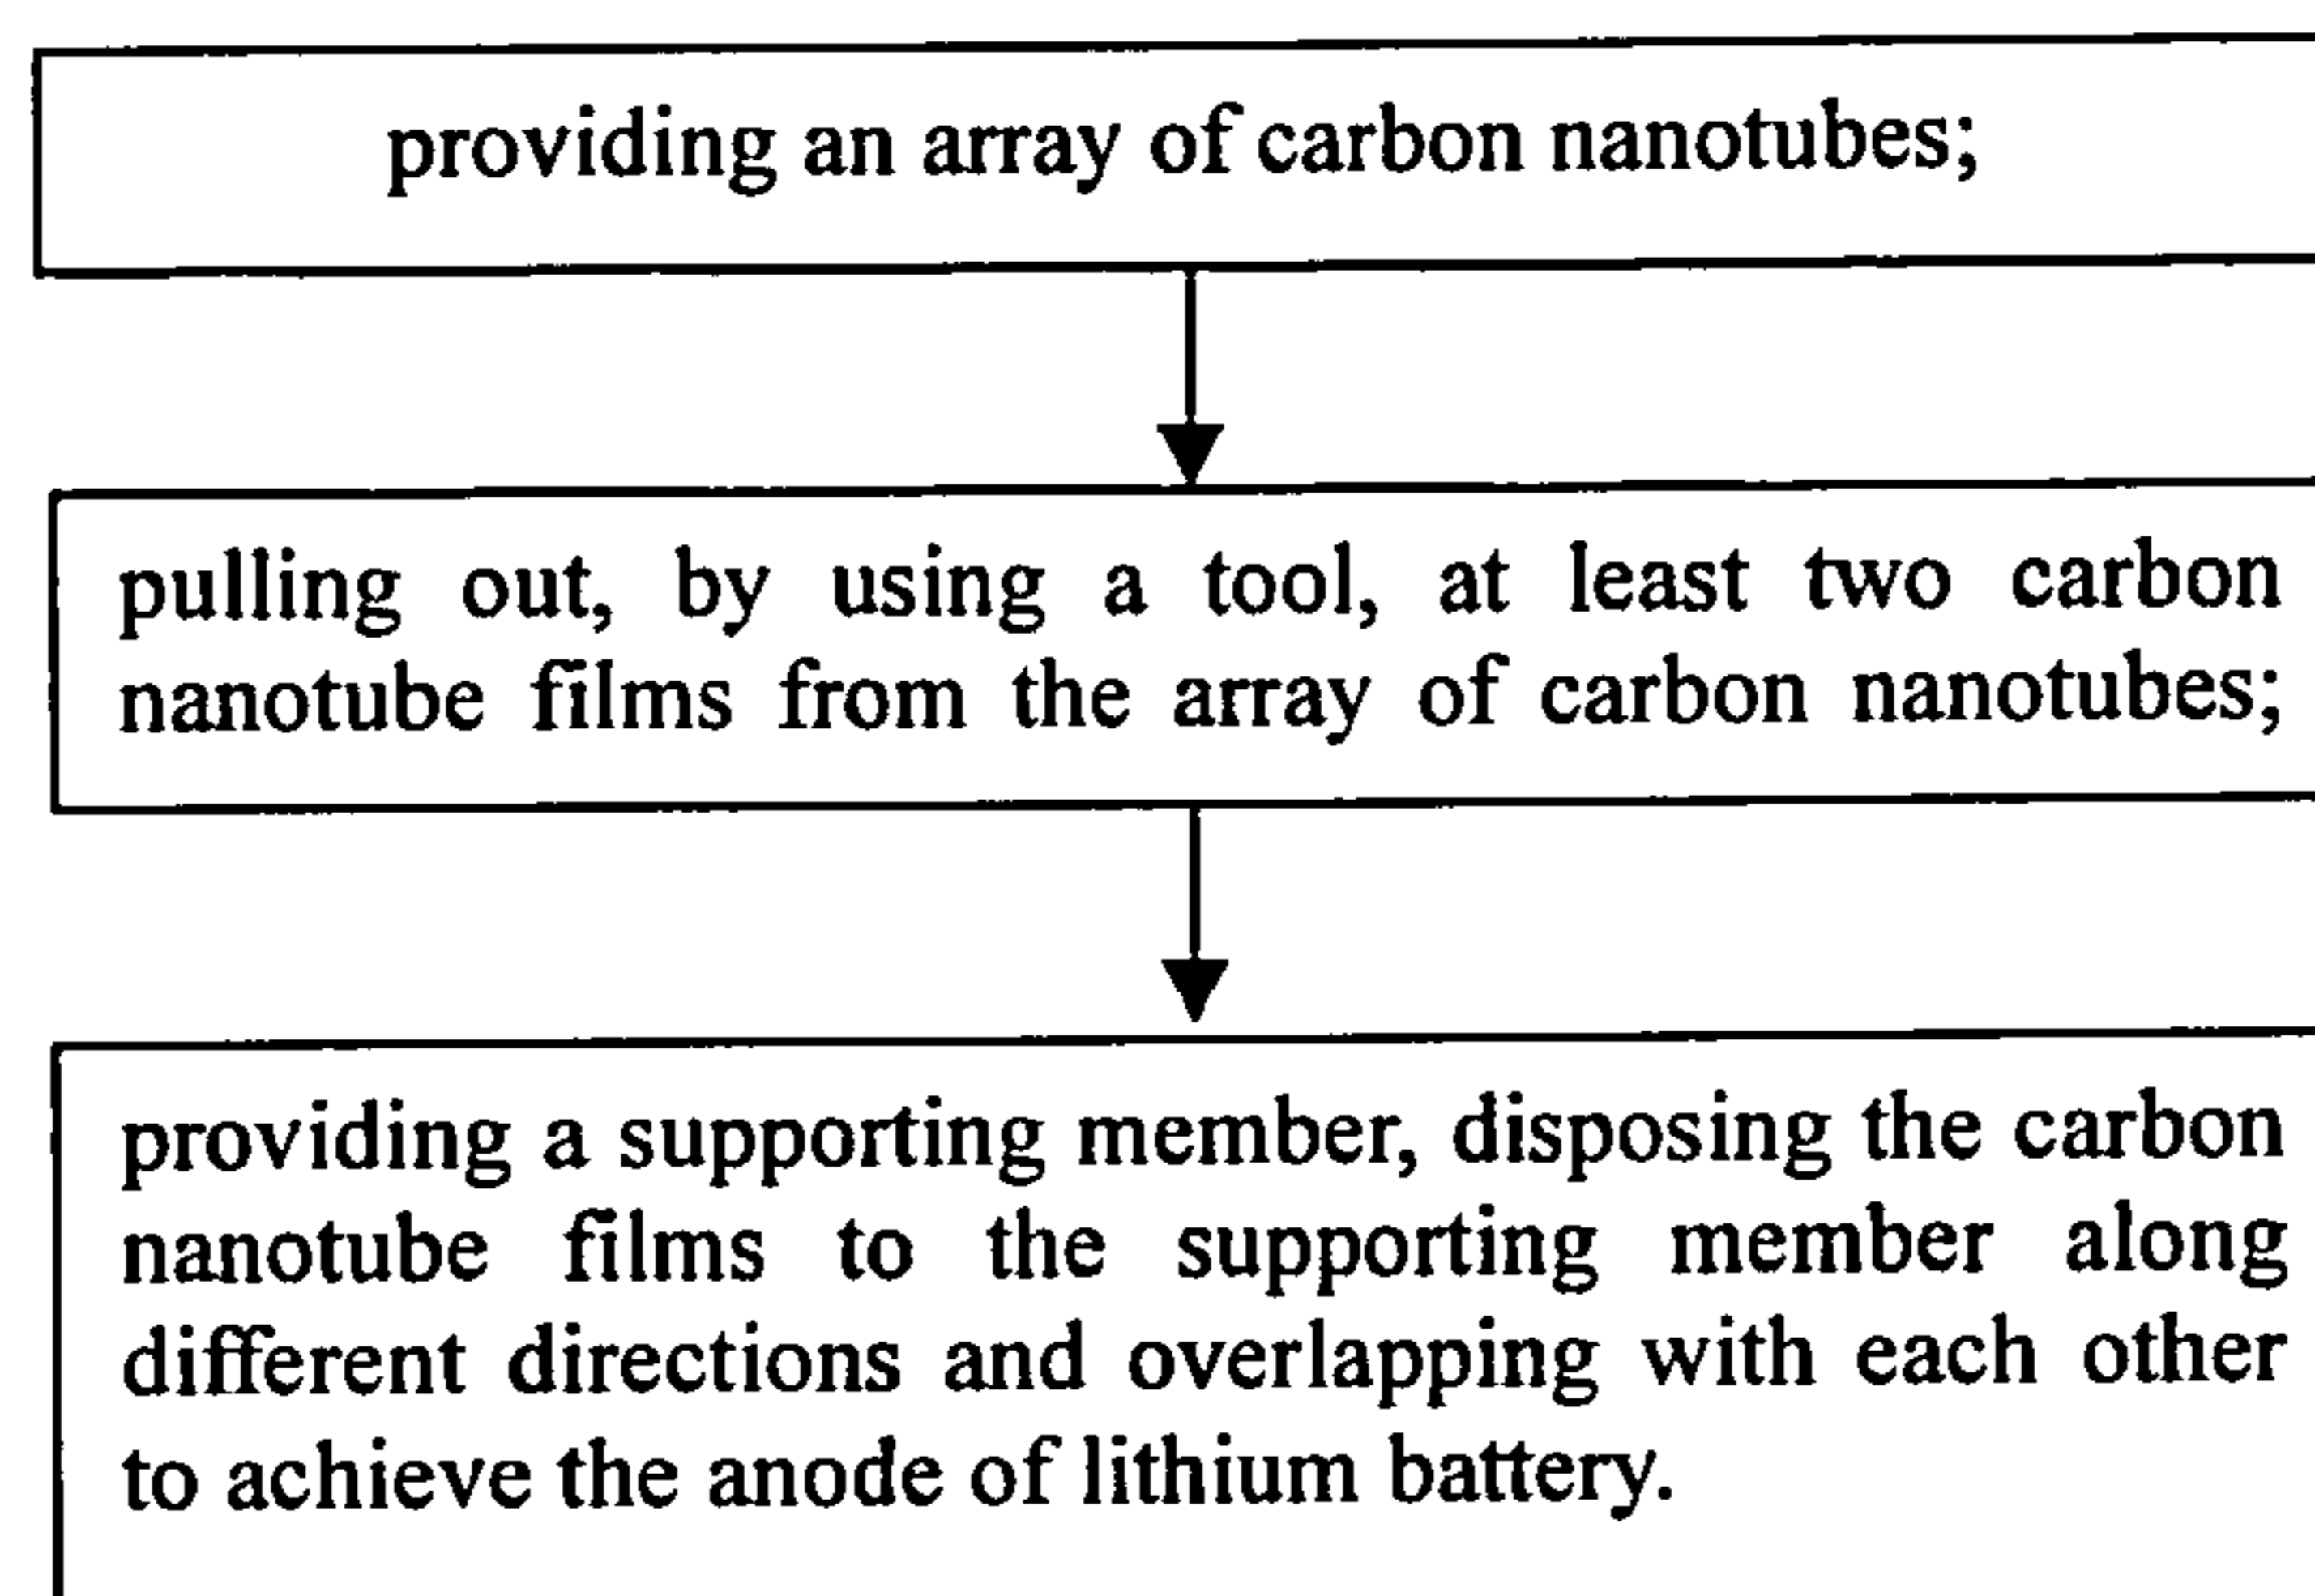 providing an array of carbon nanotubes;
pulling out, by using a tool, at least two carbon
nanotube films from the array of carbon nanotubes;
providing a supporting member, disposing the carbon
nanotube films to the supporting member along
different directions and overlapping with each other
to achieve the anode of lithium battery.